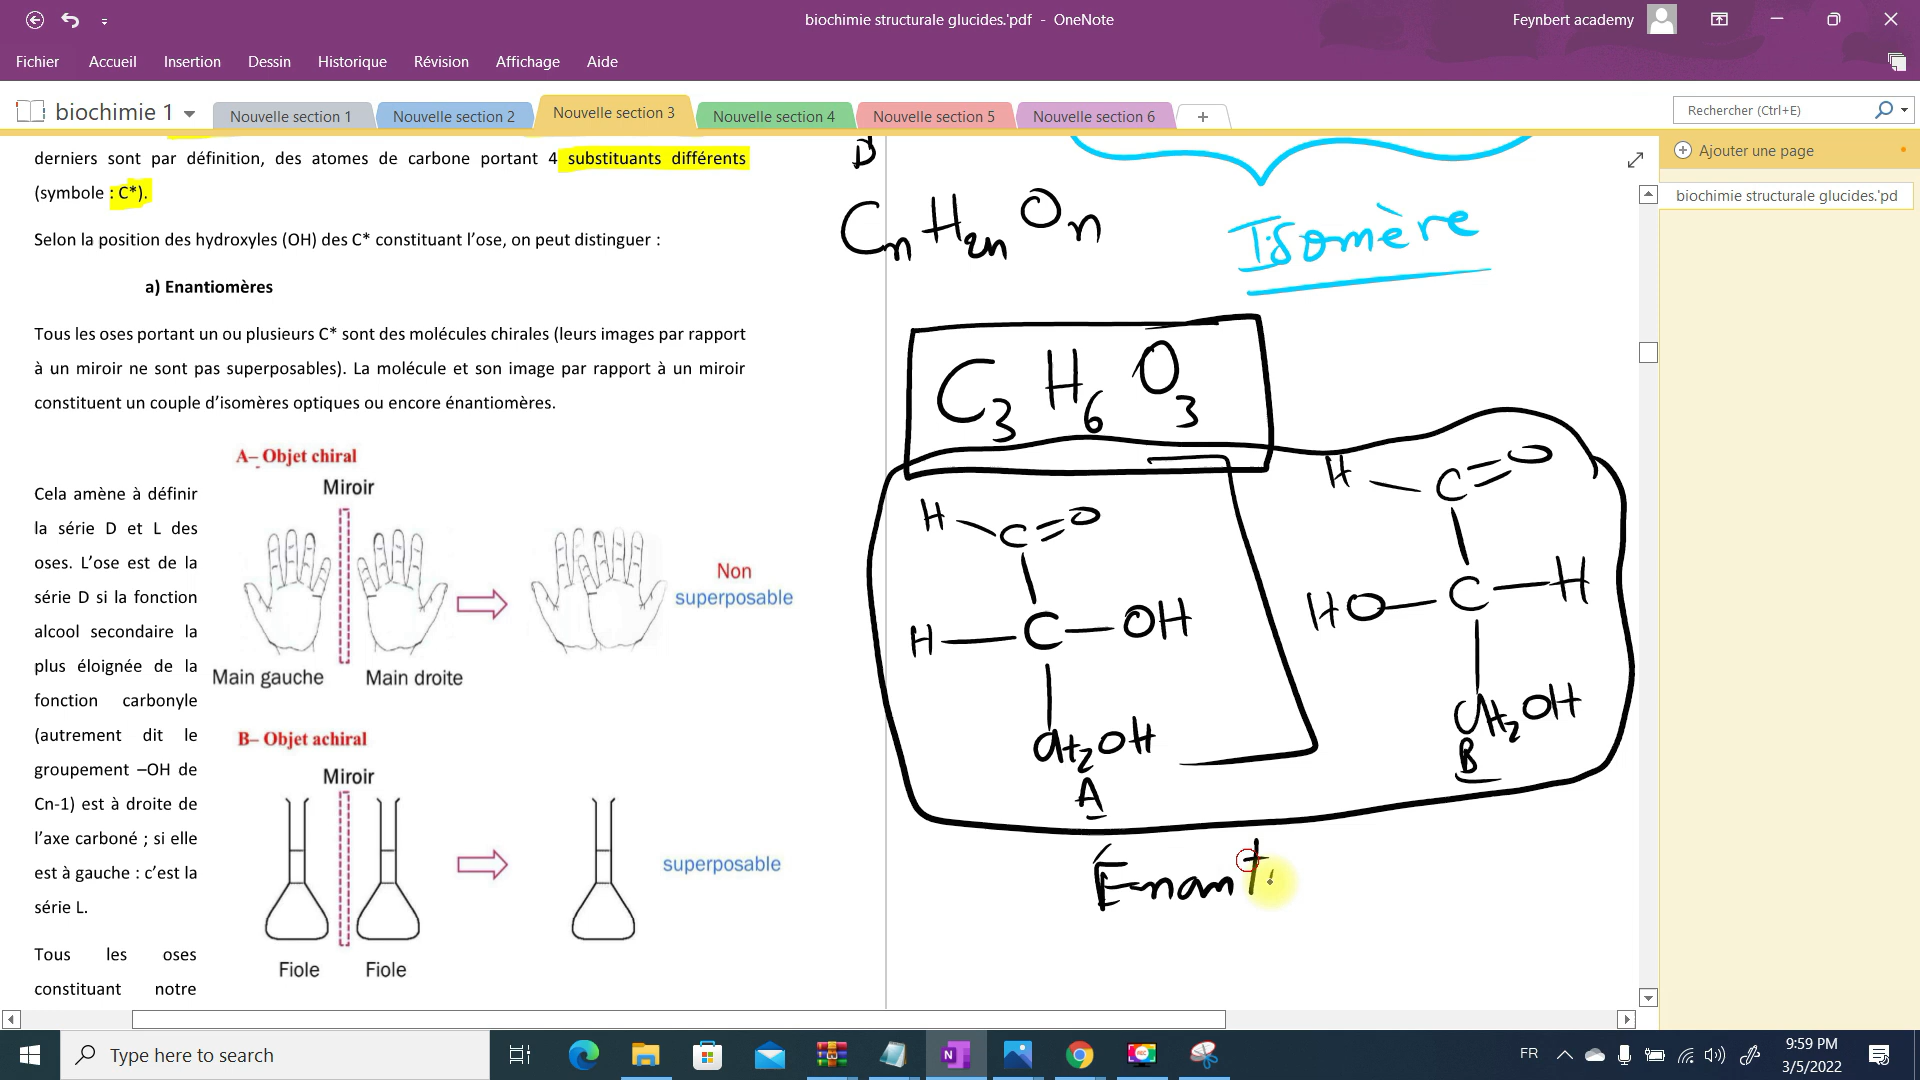 biochimie structurale glucides.'pdf - OneNote
Feynbert academy
Fichier Accueil Insertion Dessin Historique Révision Affichage Aide
biochimie 1
Nouvelle section 1 Nouvelle section 2 Nouvelle section 3 Nouvelle section 4 Nouvelle section 5 Nouvelle section 6 +
Rechercher (Ctrl+E)
Ajouter une page
biochimie structurale glucides.'pd
derniers sont par définition, des atomes de carbone portant 4 substituants différents
(symbole : C*).
Selon la position des hydroxyles (OH) des C* constituant l'ose, on peut distinguer :
a) Enantiomères
Tous les oses portant un ou plusieurs C* sont des molécules chirales (leurs images par rapport
à un miroir ne sont pas superposables). La molécule et son image par rapport à un miroir
constituent un couple d'isomères optiques ou encore énantiomères.
Cela amène à définir
la série D et L des
oses. L'ose est de la
série D si la fonction
alcool secondaire la
plus éloignée de la
fonction carbonyle
(autrement dit le
groupement –OH de
Cn-1) est à droite de
l'axe carboné ; si elle
est à gauche : c'est la
série L.
Tous les oses
constituant notre
A– Objet chiral
Miroir
Main gauche Main droite
Non
superposable
B– Objet achiral
Miroir
superposable
Fiole Fiole
D
CnH2nOn
Isomère
C3H6O3
H C=O
H C OH
CH2OH
A
H C=O
HO C H
CH2OH
B
Énant
Type here to search
FR
9:59 PM
3/5/2022